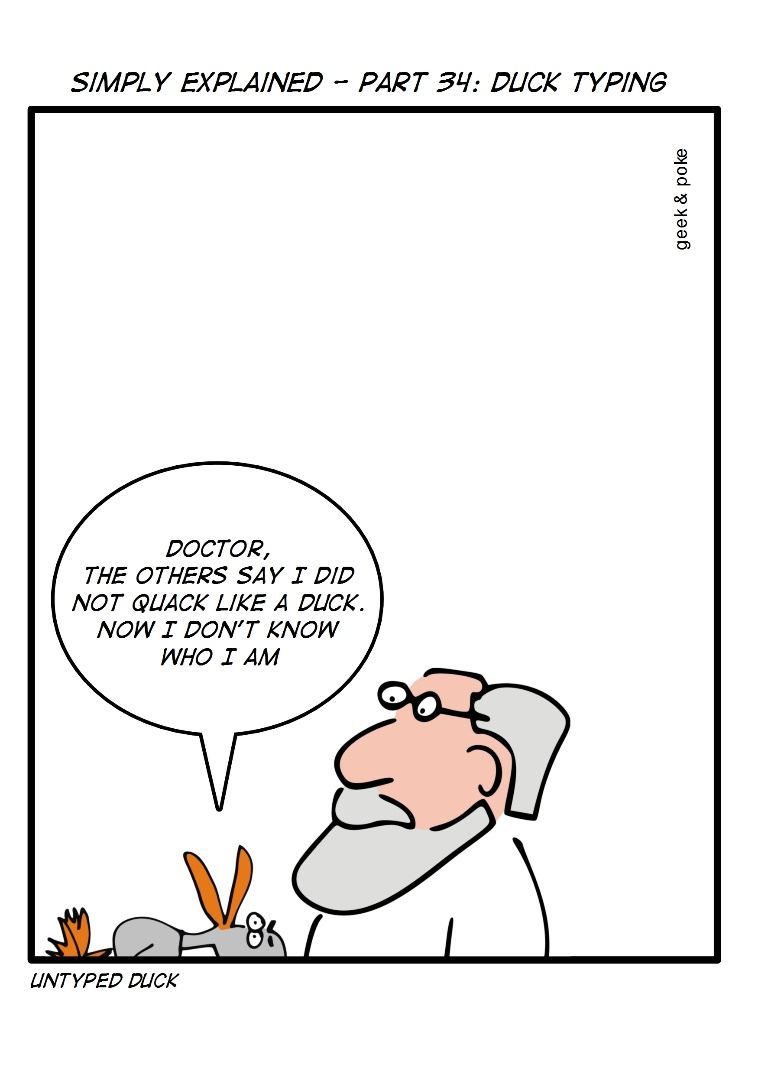 SIMPLY EXPLAINED - PART 34: DUCK TYPING
geek & poke
DOCTOR,
THE OTHERS SAY I DID
NOT QUACK LIKE A DUCK.
NOW I DON'T KNOW
WHO I AM
UNTYPED DUCK